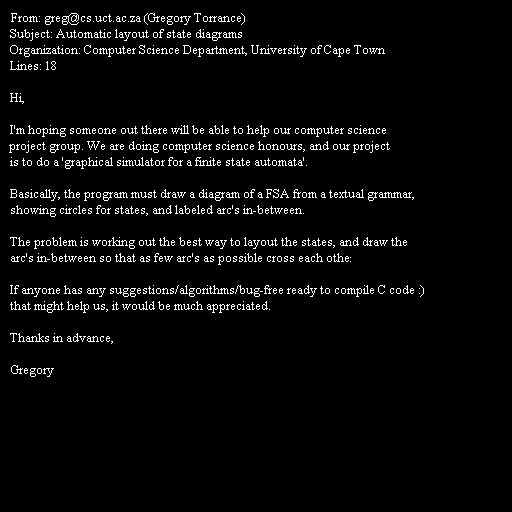 From: greg@cs.uct.ac.za (Gregory Torrance)
Subject: Automatic layout of state diagrams
Organization: Computer Science Department, University of Cape Town
Lines: 18
Hi,
I'm hoping someone out there will be able to help our computer science
project group. We are doing computer science honours, and our project
is to do a 'graphical simulator for a finite state automata'.
Basically, the program must draw a diagram of a FSA from a textual grammar,
showing circles for states, and labeled arc's in-between.
The problem is working out the best way to layout the states, and draw the
arc's in-between so that as few arc's as possible cross each othe:
If anyone has any suggestions/algorithms/bug-free ready to compile C code :)
that might help us, it would be much appreciated.
Thanks in advance,
Gregory